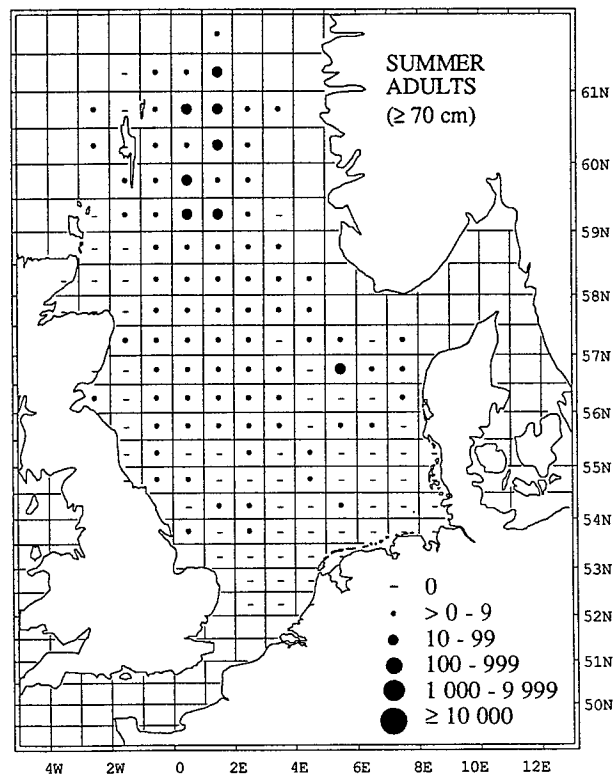 SUMMER
ADULTS
(≥ 70 cm)
61N
60N
59N
58N
57N
56N
55N
54N
53N
52N
51N
50N
- 0
> 0 - 9
10 - 99
100 - 999
1 000 - 9 999
≥ 10 000
4W 2W 0 2E 4E 6E 8E 10E 12E